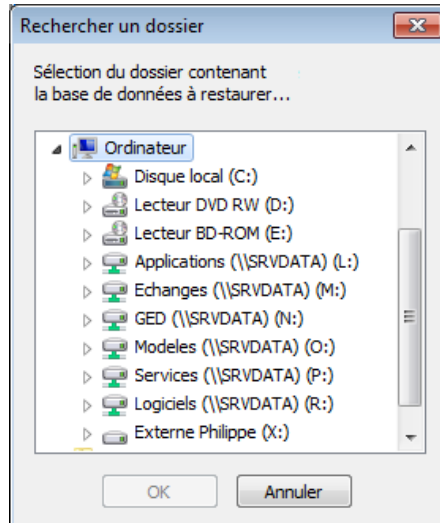 Rechercher un dossier
Sélection du dossier contenant
la base de données à restaurer...
Ordinateur
Disque local (C:)
Lecteur DVD RW (D:)
Lecteur BD-ROM (E:)
Applications (\\SRVDATA) (L:)
Echanges (\\SRVDATA) (M:)
GED (\\SRVDATA) (N:)
Modeles (\\SRVDATA) (O:)
Services (\\SRVDATA) (P:)
Logiciels (\\SRVDATA) (R:)
Externe Philippe (X:)
OK
Annuler